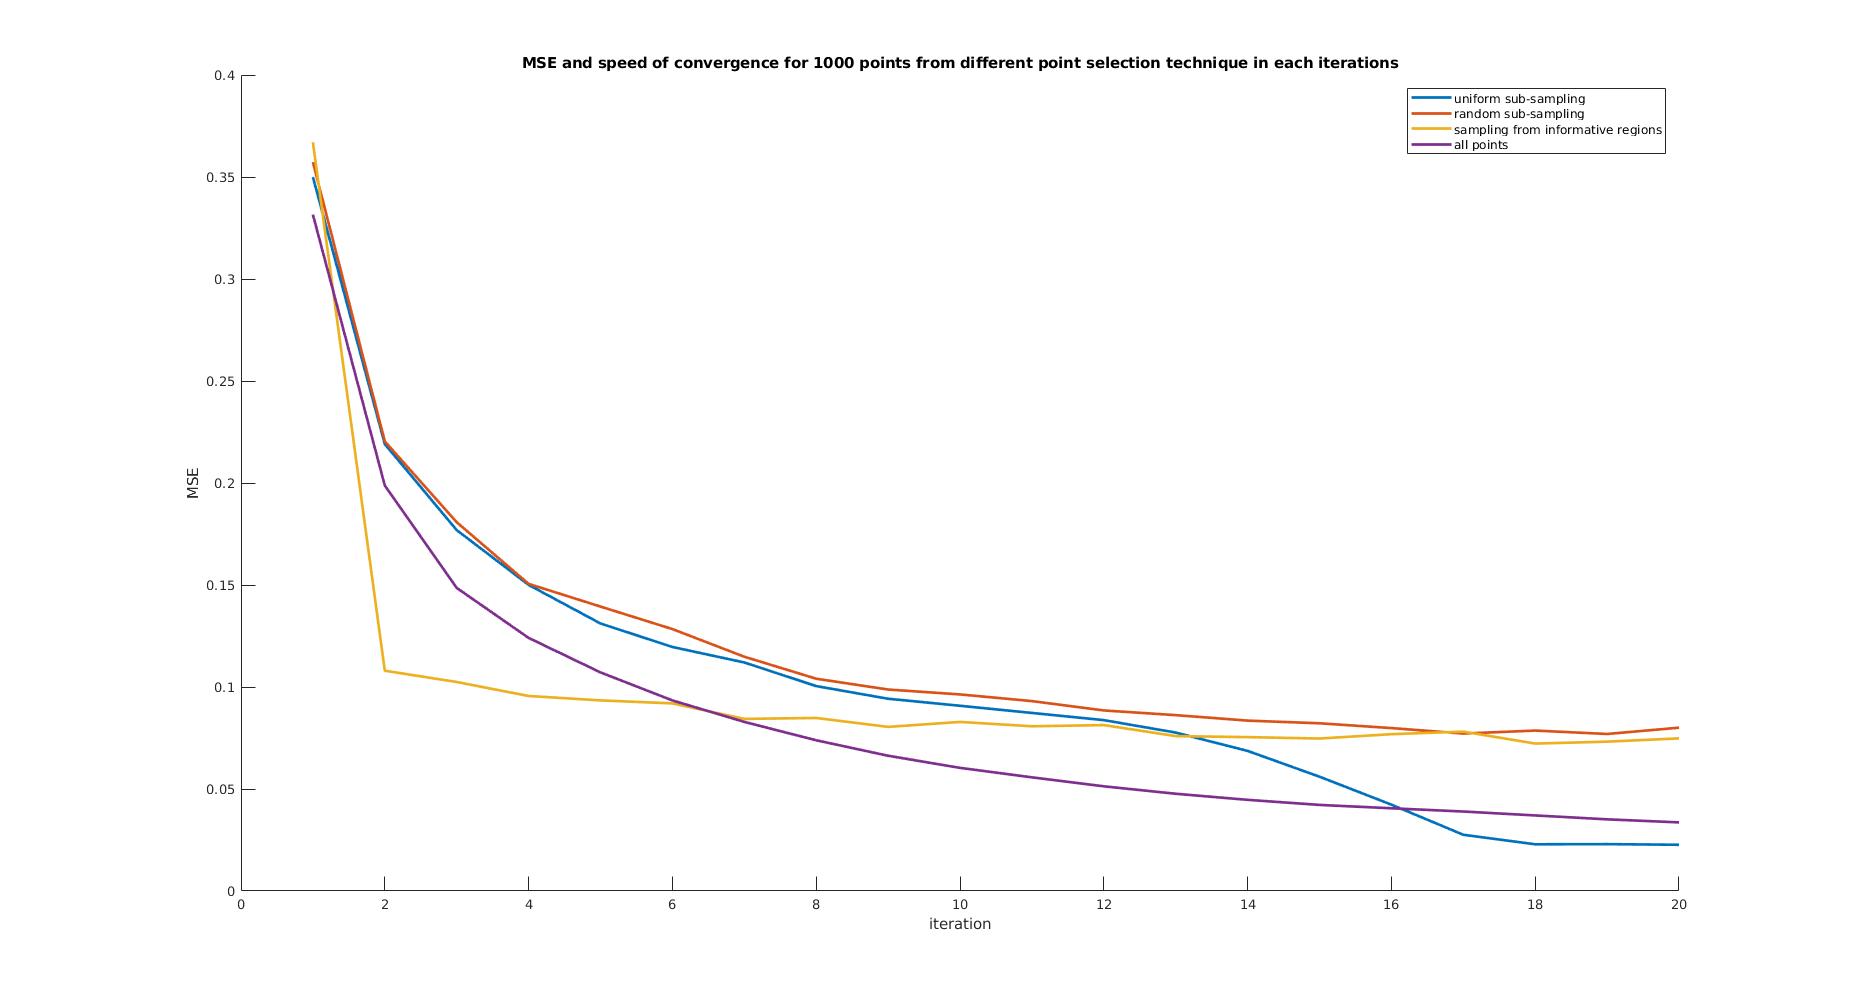 MSE and speed of convergence for 1000 points from different point selection technique in each iterations
uniform sub-sampling
random sub-sampling
sampling from informative regions
all points
0.4
0.35
0.3
0.25
0.2
0.15
0.1
0.05
0
MSE
0 2 4 6 8 10 12 14 16 18 20
iteration